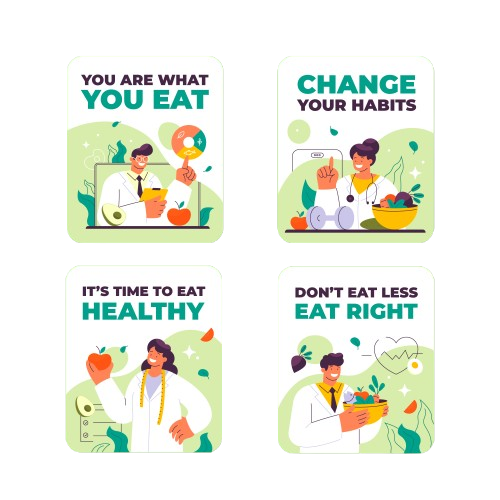 YOU ARE WHAT
YOU EAT
CHANGE
YOUR HABITS
IT'S TIME TO EAT
HEALTHY
DON'T EAT LESS
EAT RIGHT